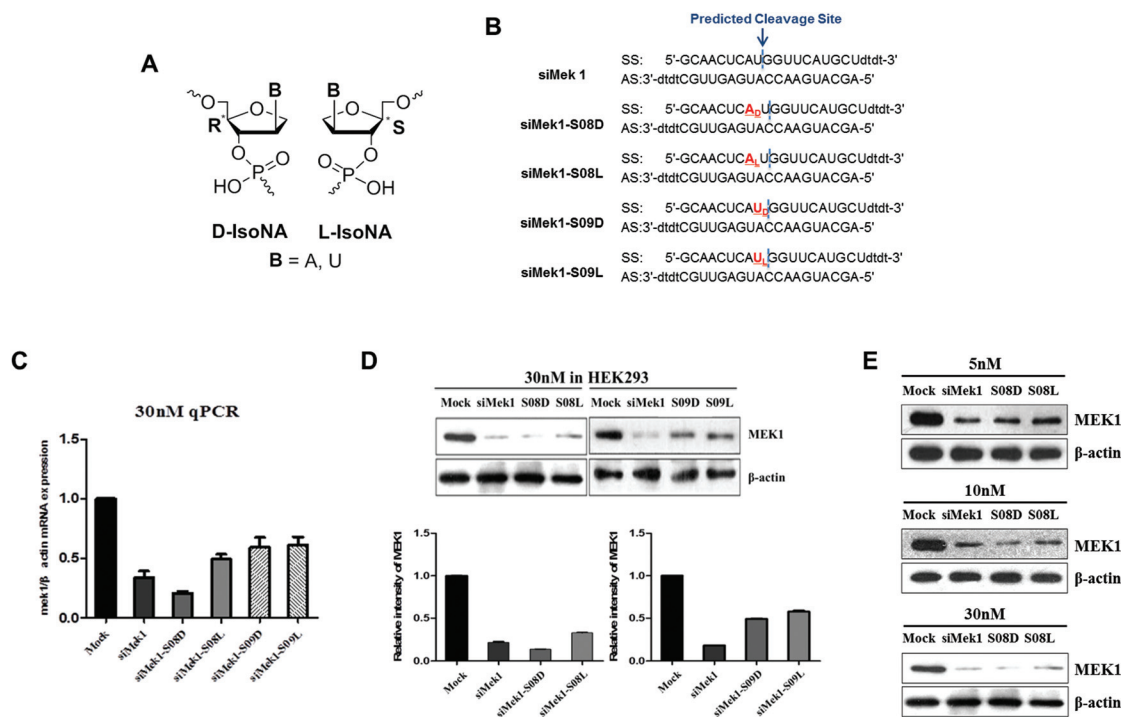 A
B
B
B
O
O
O
O
R*
*S
O
O
P
O
HO
O
P
OH
D-IsoNA
L-IsoNA
B = A, U
Predicted Cleavage Site
siMek 1
SS: 5'-GCAACUCAUGGUUCAUGCUdtdt-3'
AS:3'-dtdtCGUUGAGUACCAAGUACGA-5'
siMek1-S08D
SS: 5'-GCAACUCADUGGUUCAUGCUdtdt-3'
AS:3'-dtdtCGUUGAGUACCAAGUACGA-5'
siMek1-S08L
SS: 5'-GCAACUCALUGGUUCAUGCUdtdt-3'
AS:3'-dtdtCGUUGAGUACCAAGUACGA-5'
siMek1-S09D
SS: 5'-GCAACUCAUDGGUUCAUGCUdtdt-3'
AS:3'-dtdtCGUUGAGUACCAAGUACGA-5'
siMek1-S09L
SS: 5'-GCAACUCAULGGUUCAUGCUdtdt-3'
AS:3'-dtdtCGUUGAGUACCAAGUACGA-5'
C
30nM qPCR
mek1/β actin mRNA expression
1.5
1.0
0.5
0.0
Mock
siMek1
siMek1-S08D
siMek1-S08L
siMek1-S09D
siMek1-S09L
D
30nM in HEK293
Mock siMek1 S08D S08L Mock siMek1 S09D S09L
MEK1
β-actin
Relative intensity of MEK1
1.5
1.0
0.5
0.0
Mock
siMek1
siMek1-S08D
siMek1-S08L
Relative intensity of MEK1
1.5
1.0
0.5
0.0
Mock
siMek1
siMek1-S09D
siMek1-S09L
E
5nM
Mock siMek1 S08D S08L
MEK1
β-actin
10nM
Mock siMek1 S08D S08L
MEK1
β-actin
30nM
Mock siMek1 S08D S08L
MEK1
β-actin